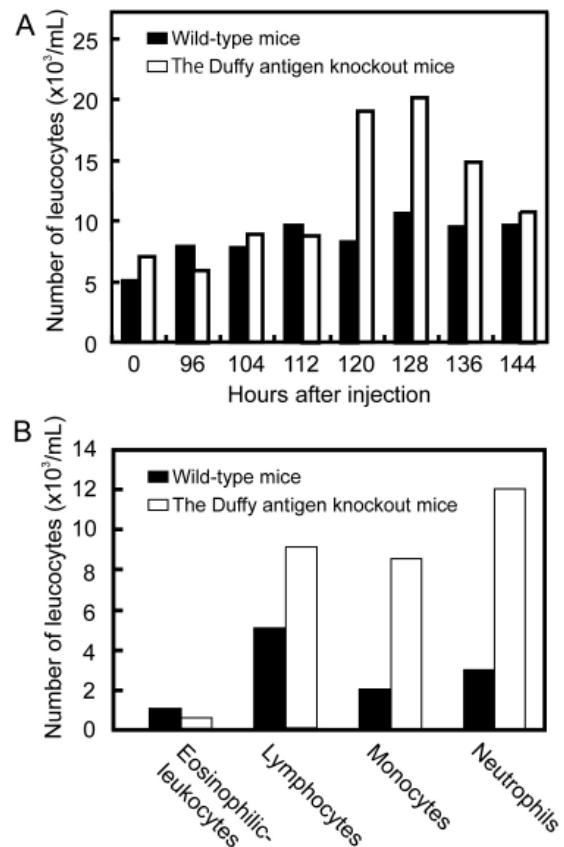 A
Number of leucocytes (x10³/mL)
25
20
15
10
5
0
Wild-type mice
The Duffy antigen knockout mice
0 96 104 112 120 128 136 144
Hours after injection
B
Number of leucocytes (x10³/mL)
14
12
10
8
6
4
2
0
Wild-type mice
The Duffy antigen knockout mice
Eosinophilic-
leukocytes
Lymphocytes
Monocytes
Neutrophils